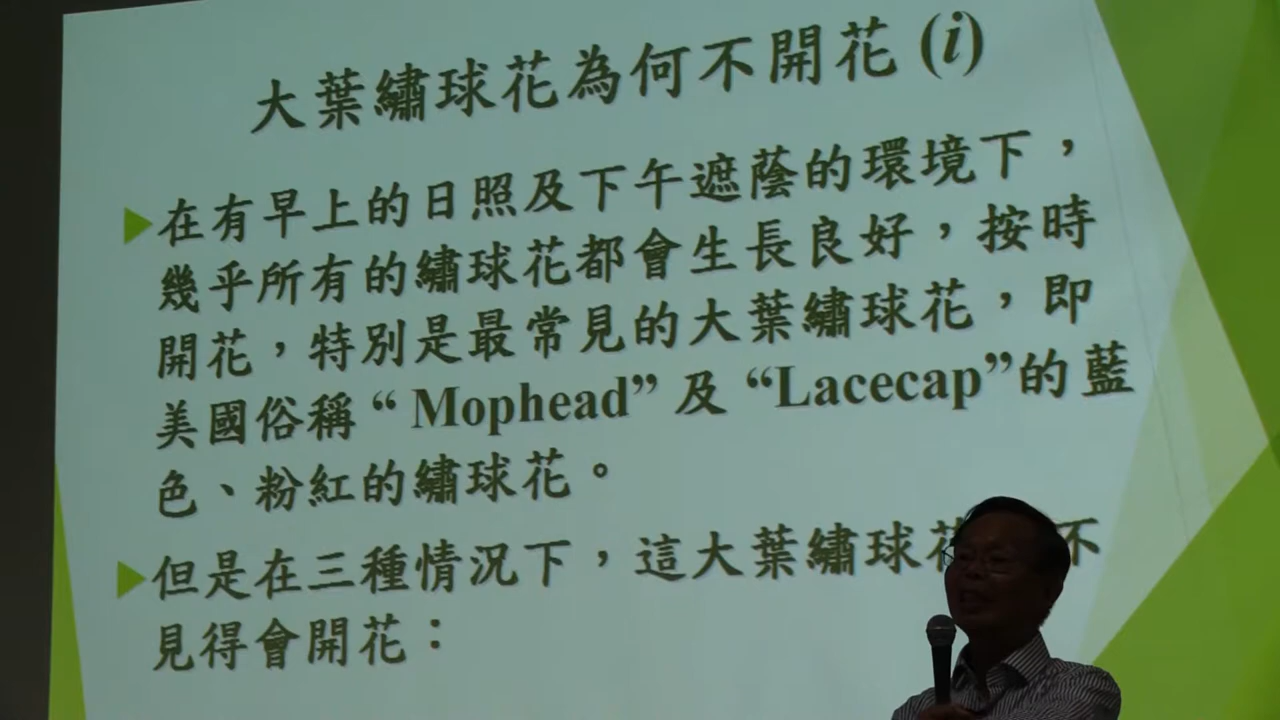 大葉繡球花為何不開花 (i)
在有早上的日照及下午遮蔭的環境下，
幾乎所有的繡球花都會生長良好，按時
開花，特別是最常見的大葉繡球花，即
美國俗稱 “ Mophead” 及 “Lacecap”的藍
色、粉紅的繡球花。
但是在三種情況下，這大葉繡球花不
見得會開花：